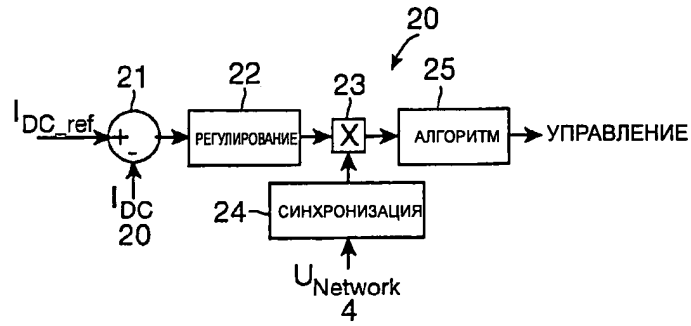 20
21
22
23
25
I_DC_ref
+
-
РЕГУЛИРОВАНИЕ
X
АЛГОРИТМ
УПРАВЛЕНИЕ
I_DC
20
24
СИНХРОНИЗАЦИЯ
U_Network
4